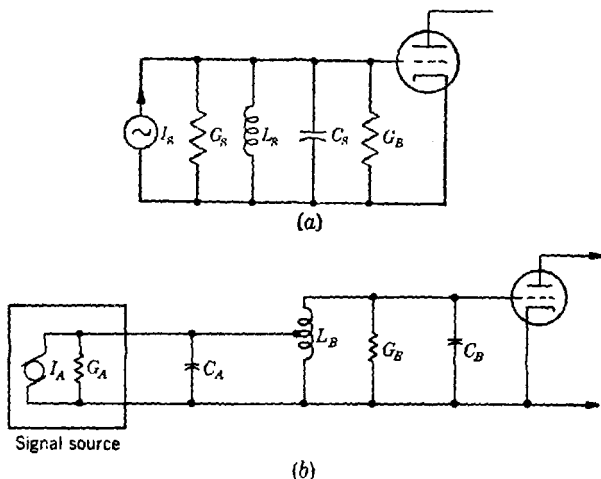 I_S
G_S
L_S
C_S
G_B
(a)
I_A
G_A
C_A
L_B
G_B
C_B
Signal source
(b)